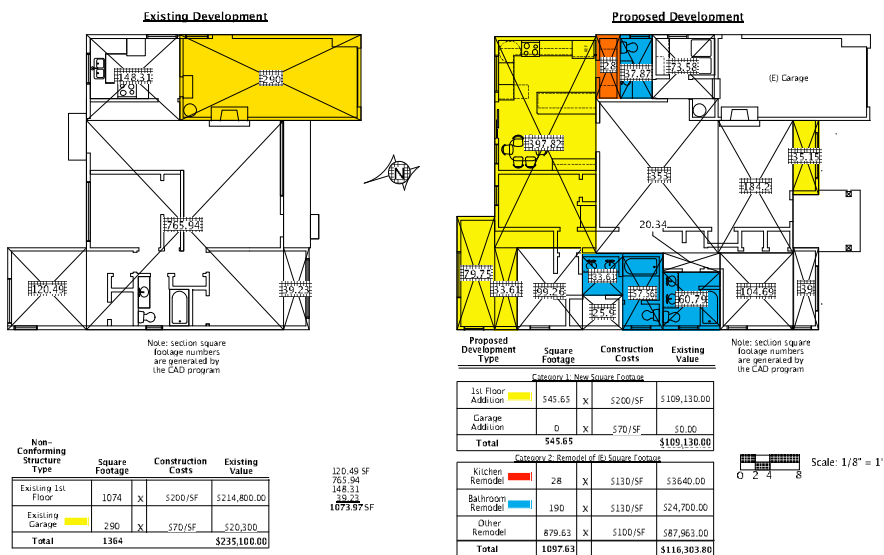 Existing Development
Proposed Development
148.31
290
765.94
120.49
39.23
N
28
37.87
73.58
(E) Garage
397.82
353
35.15
184.2
20.34
79.75
33.61
99.26
33.61
25.9
60.79
104.69
39
Note: section square
footage numbers
are generated by
the CAD program
Note: section square
footage numbers
are generated by
the CAD program
Proposed
Development
Type
Square
Footage
Construction
Costs
Existing
Value
Category 1: New Square Footage
1st Floor
Addition
545.65 X $200/SF $109,130.00
Garage
Addition
0 X $70/SF $0.00
Total 545.65 $109,130.00
Category 2: Remodel of (E) Square Footage
Kitchen
Remodel
28 X $130/SF $3640.00
Bathroom
Remodel
190 X $130/SF $24,700.00
Other
Remodel
879.63 X $100/SF $87,963.00
Total 1097.63 $116,303.80
Non-
Conforming
Structure
Type
Square
Footage
Construction
Costs
Existing
Value
Existing 1st
Floor
1074 X $200/SF $214,800.00
Existing
Garage
290 X $70/SF $20,300
Total 1364 $235,100.00
120.49 SF
765.94
148.31
39.23
1073.97 SF
Scale: 1/8" = 1'
0 2 4 8